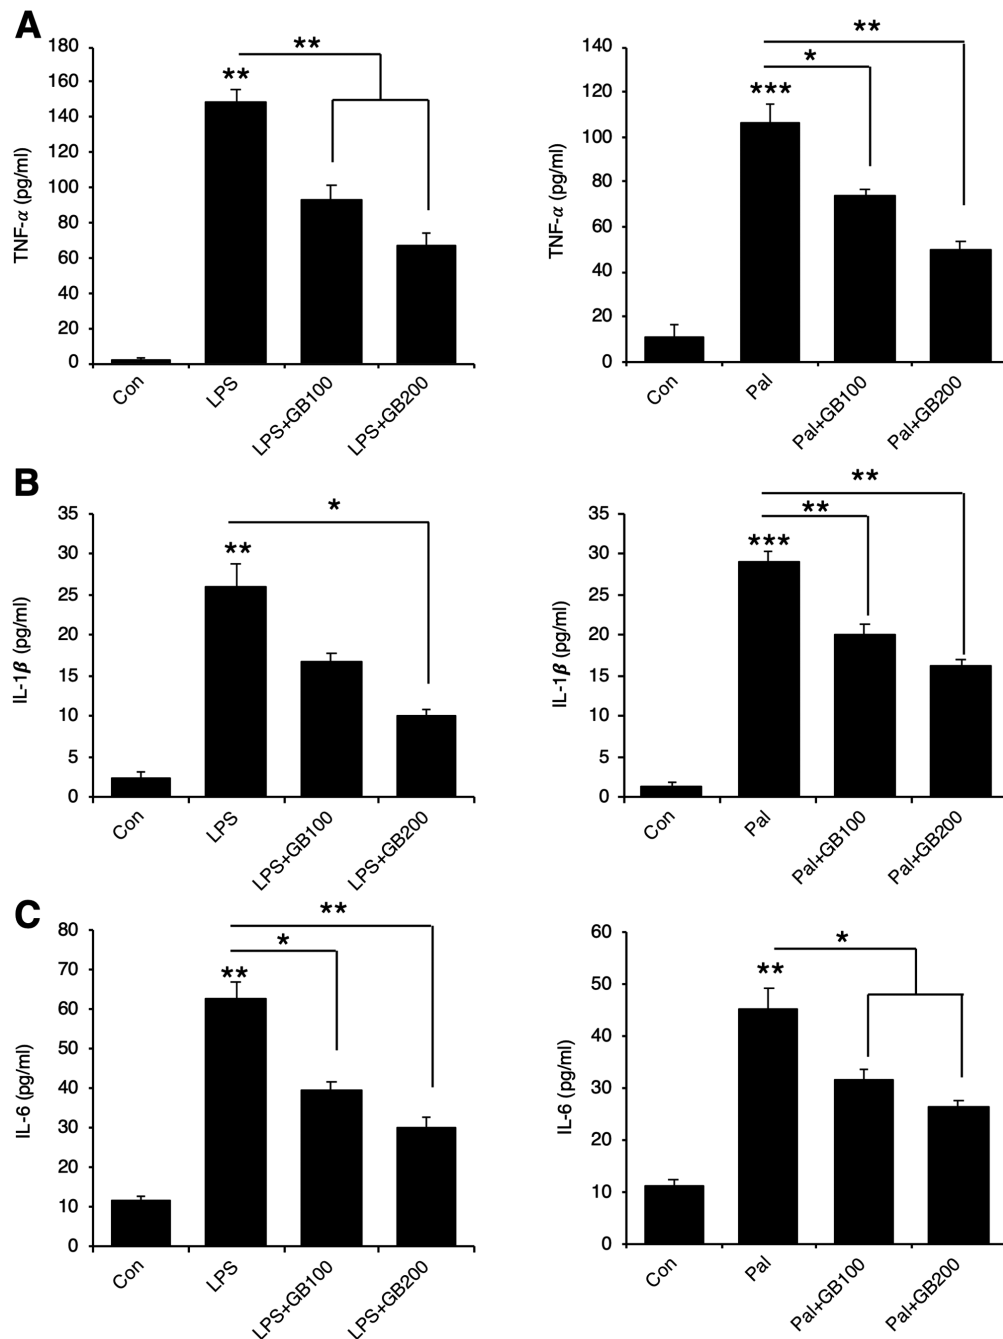 A
TNF-α (pg/ml)
180
160
140
120
100
80
60
40
20
0
**
**
Con
LPS
LPS+GB100
LPS+GB200
TNF-α (pg/ml)
140
120
100
80
60
40
20
0
**
*
***
Con
Pal
Pal+GB100
Pal+GB200
B
IL-1β (pg/ml)
35
30
25
20
15
10
5
0
*
**
Con
LPS
LPS+GB100
LPS+GB200
IL-1β (pg/ml)
35
30
25
20
15
10
5
0
**
**
***
Con
Pal
Pal+GB100
Pal+GB200
C
IL-6 (pg/ml)
80
70
60
50
40
30
20
10
0
**
*
**
Con
LPS
LPS+GB100
LPS+GB200
IL-6 (pg/ml)
60
50
40
30
20
10
0
*
**
Con
Pal
Pal+GB100
Pal+GB200